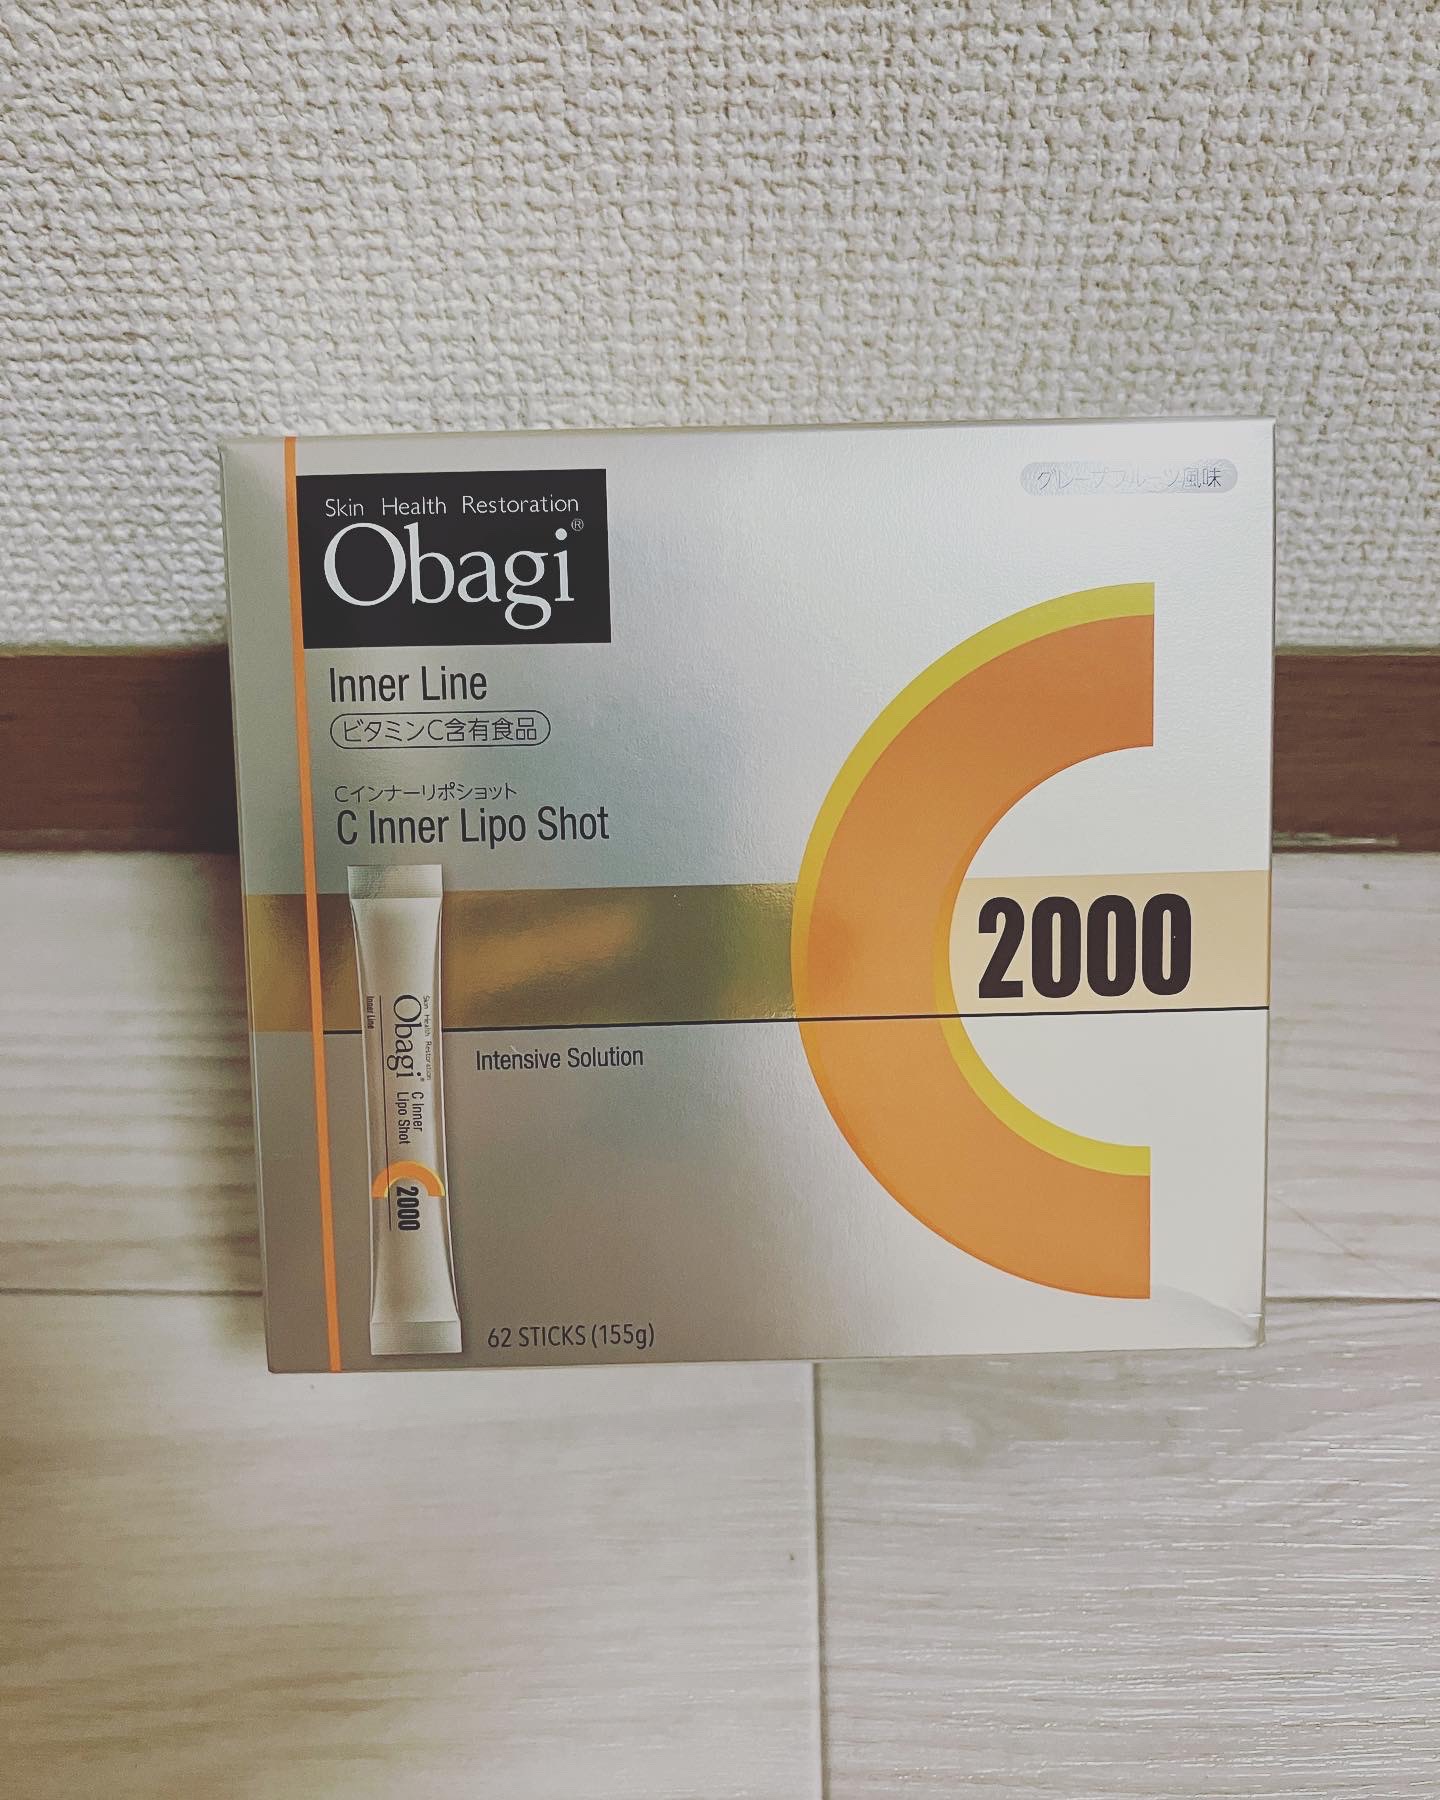 グレープフルーツ風味
Skin Health Restoration
Obagi®
Inner Line
ビタミンC含有食品
Cインナーリポショット
C Inner Lipo Shot
2000
Intensive Solution
Skin Health Restoration
Obagi®
Inner Line
C Inner
Lipo Shot
2000
62 STICKS (155g)